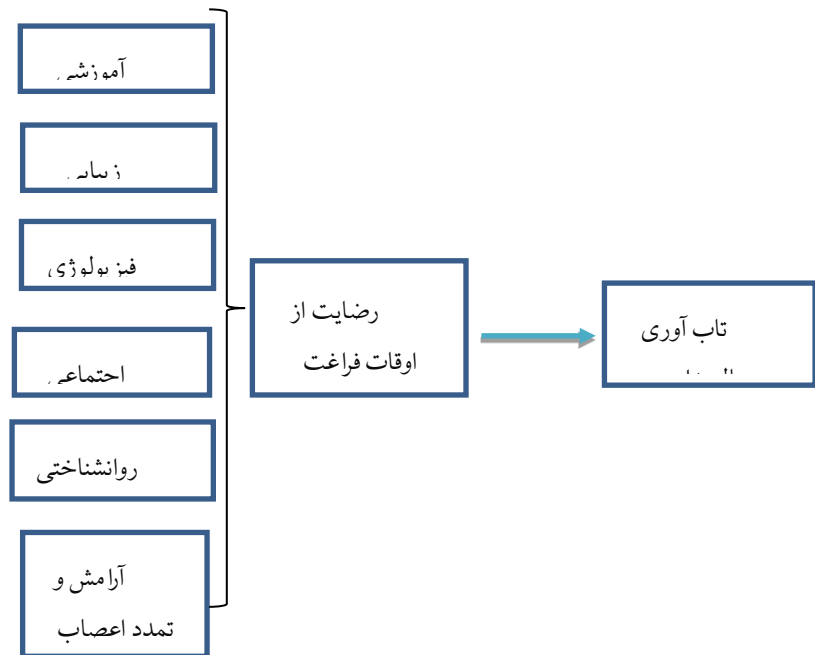 آموزشی
زیبایی
فیزیولوژی
اجتماعی
روانشناختی
آرامش و
تمدد اعصاب
رضایت از
اوقات فراغت
تاب آوری